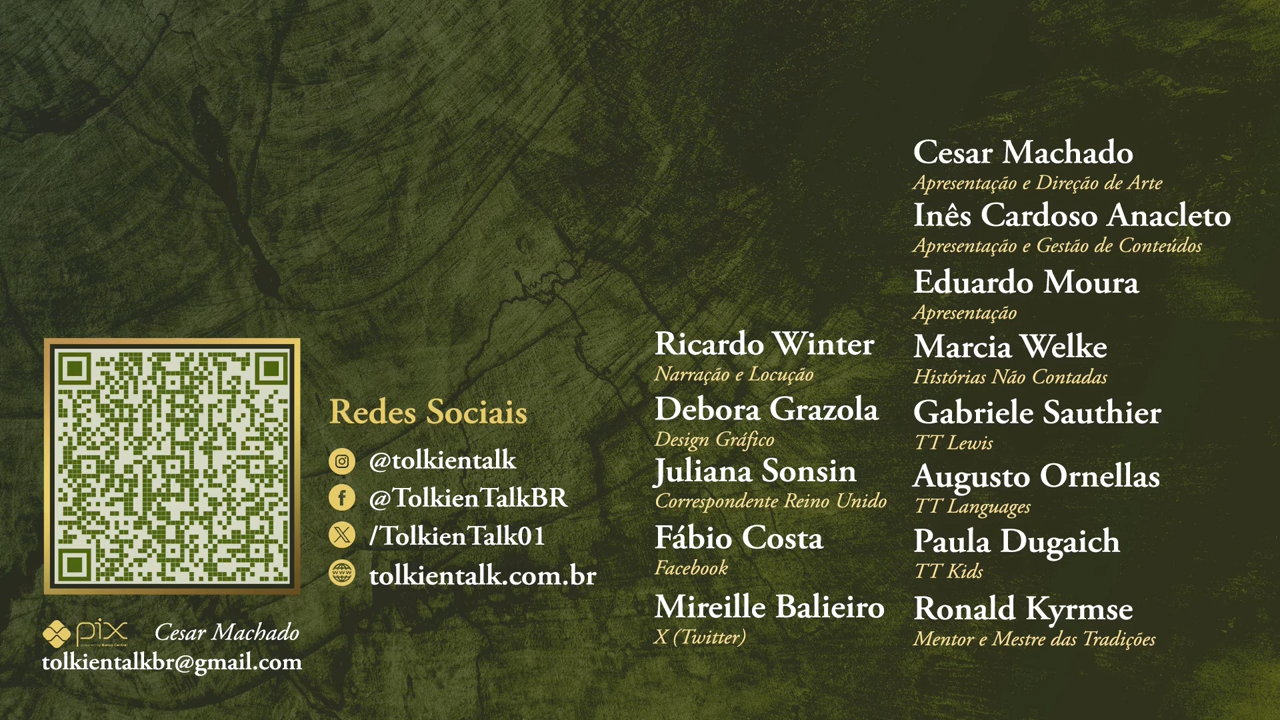 pix
Cesar Machado
tolkientalkbr@gmail.com
Redes Sociais
@tolkientalk
@TolkienTalkBR
/TolkienTalk01
tolkientalk.com.br
Ricardo Winter
Narração e Locução
Debora Grazola
Design Gráfico
Juliana Sonsin
Correspondente Reino Unido
Fábio Costa
Facebook
Mireille Balieiro
X (Twitter)
Cesar Machado
Apresentação e Direção de Arte
Inês Cardoso Anacleto
Apresentação e Gestão de Conteúdos
Eduardo Moura
Apresentação
Marcia Welke
Histórias Não Contadas
Gabriele Sauthier
TT Lewis
Augusto Ornellas
TT Languages
Paula Dugaich
TT Kids
Ronald Kyrmse
Mentor e Mestre das Tradições